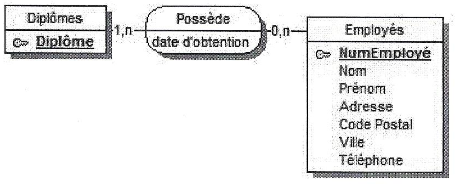 Diplômes
Diplôme
1,n
Possède
date d'obtention
0,n
Employés
NumEmployé
Nom
Prénom
Adresse
Code Postal
Ville
Téléphone